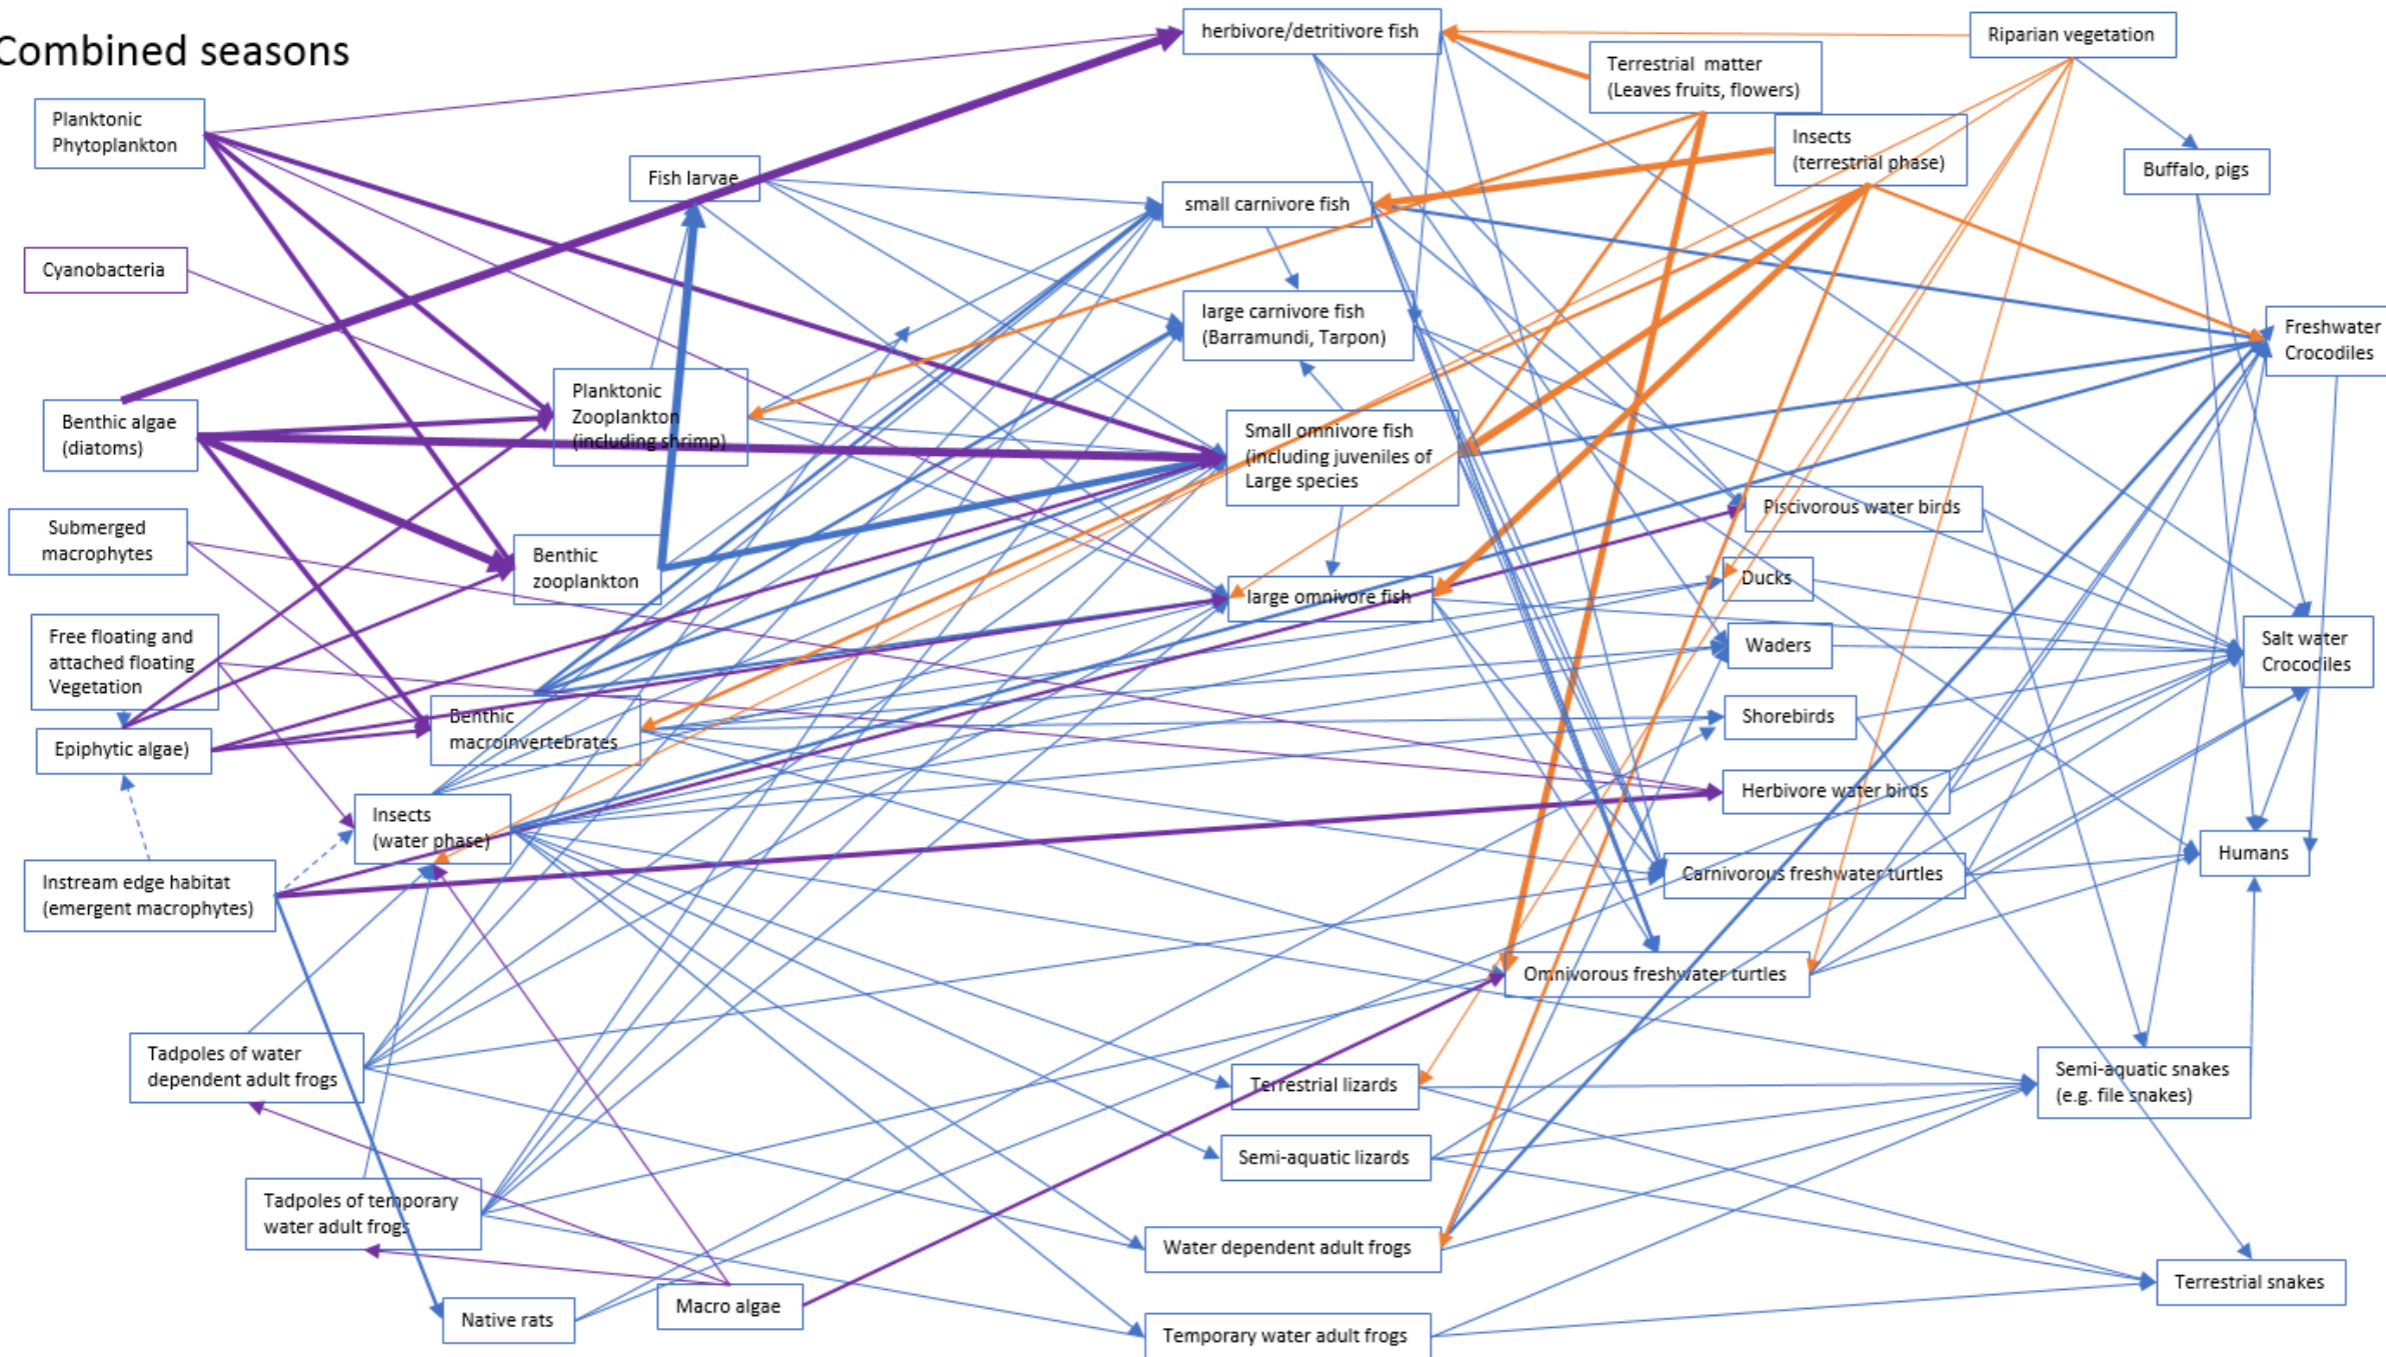 Combined seasons
herbivore/detritivore fish
Riparian vegetation
Terrestrial matter
(Leaves fruits, flowers)
Planktonic
Phytoplankton
Insects
(terrestrial phase)
Buffalo, pigs
Fish larvae
small carnivore fish
Cyanobacteria
large carnivore fish
(Barramundi, Tarpon)
Freshwater
Crocodiles
Planktonic
Zooplankton
(including shrimp)
Benthic algae
(diatoms)
Small omnivore fish
(including juveniles of
Large species
Piscivorous water birds
Submerged
macrophytes
Benthic
zooplankton
Ducks
large omnivore fish
Free floating and
attached floating
Vegetation
Waders
Salt water
Crocodiles
Benthic
macroinvertebrates
Shorebirds
Epiphytic algae)
Herbivore water birds
Insects
(water phase)
Humans
Instream edge habitat
(emergent macrophytes)
Carnivorous freshwater turtles
Omnivorous freshwater turtles
Tadpoles of water
dependent adult frogs
Terrestrial lizards
Semi-aquatic snakes
(e.g. file snakes)
Semi-aquatic lizards
Tadpoles of temporary
water adult frogs
Water dependent adult frogs
Terrestrial snakes
Macro algae
Native rats
Temporary water adult frogs